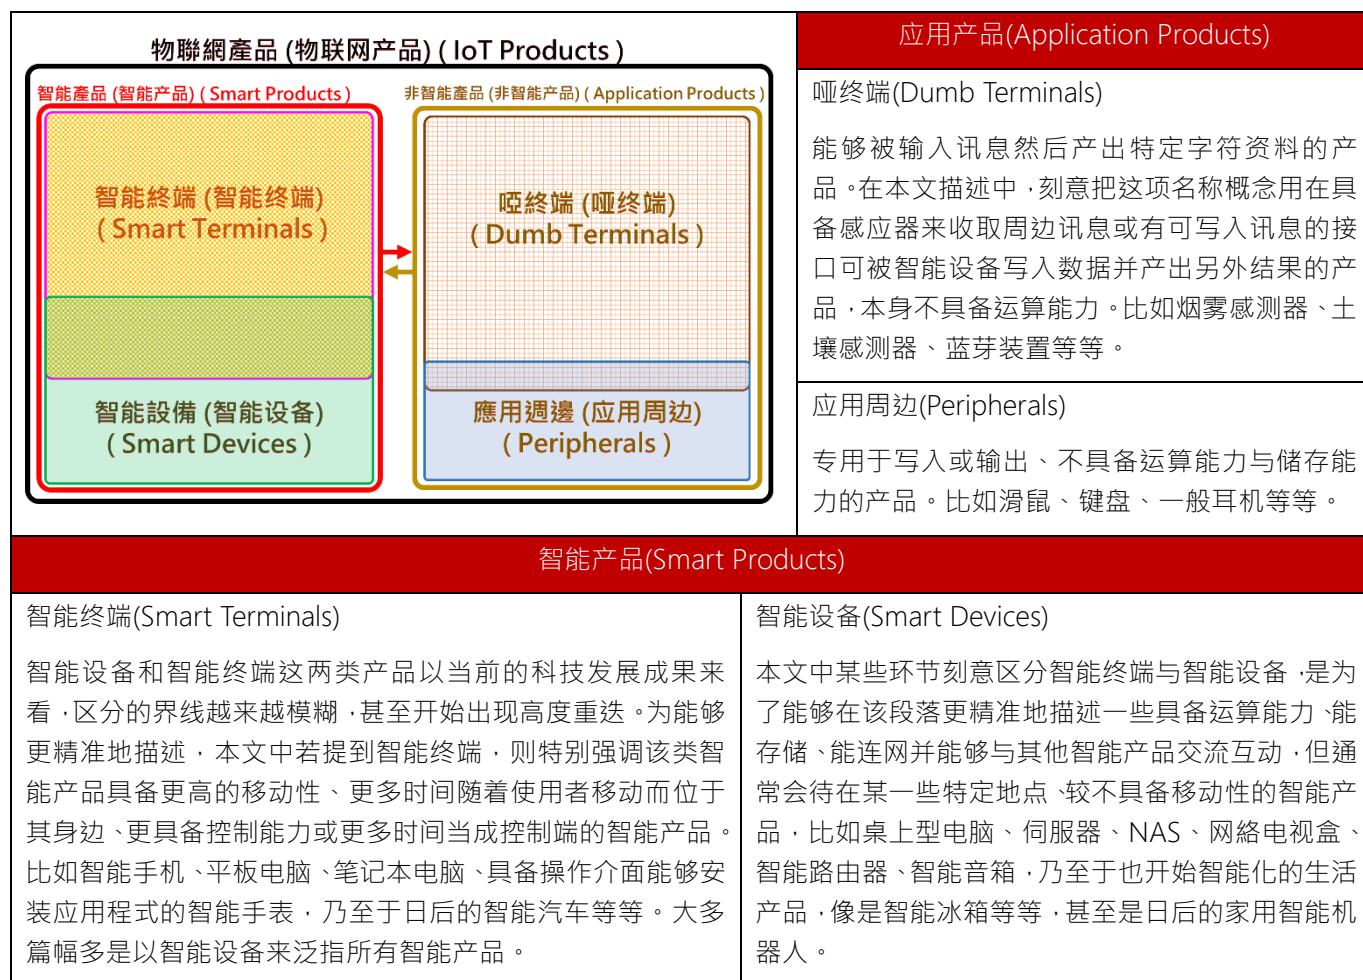 物聯網產品 (物联网产品) ( IoT Products )
智能產品 (智能产品) ( Smart Products )
非智能產品 (非智能产品) ( Application Products )
智能終端 (智能终端)
( Smart Terminals )
啞終端 (哑终端)
( Dumb Terminals )
智能設備 (智能设备)
( Smart Devices )
應用週邊 (应用周边)
( Peripherals )
应用产品(Application Products)
哑终端(Dumb Terminals)
能够被输入讯息然后产出特定字符资料的产
品。在本文描述中,刻意把这项名称概念用在具
备感应器来收取周边讯息或有可写入讯息的接
口可被智能设备写入数据并产出另外结果的产
品,本身不具备运算能力。比如烟雾感测器、土
壤感测器、蓝芽装置等等。
应用周边(Peripherals)
专用于写入或输出、不具备运算能力与储存能
力的产品。比如滑鼠、键盘、一般耳机等等。
智能产品(Smart Products)
智能终端(Smart Terminals)
智能设备和智能终端这两类产品以当前的科技发展成果来
看,区分的界线越来越模糊,甚至开始出现高度重迭。为能够
更精准地描述,本文中若提到智能终端,则特别强调该类智
能产品具备更高的移动性、更多时间随着使用者移动而位于
其身边、更具备控制能力或更多时间当成控制端的智能产品。
比如智能手机、平板电脑、笔记本电脑、具备操作介面能够安
装应用程式的智能手表,乃至于日后的智能汽车等等。大多
篇幅多是以智能设备来泛指所有智能产品。
智能设备(Smart Devices)
本文中某些环节刻意区分智能终端与智能设备,是为
了能够在该段落更精准地描述一些具备运算能力、能
存储、能连网并能够与其他智能产品交流互动,但通
常会待在某一些特定地点、较不具备移动性的智能产
品,比如桌上型电脑、伺服器、NAS、网絡电视盒、
智能路由器、智能音箱,乃至于也开始智能化的生活
产品,像是智能冰箱等等,甚至是日后的家用智能机
器人。